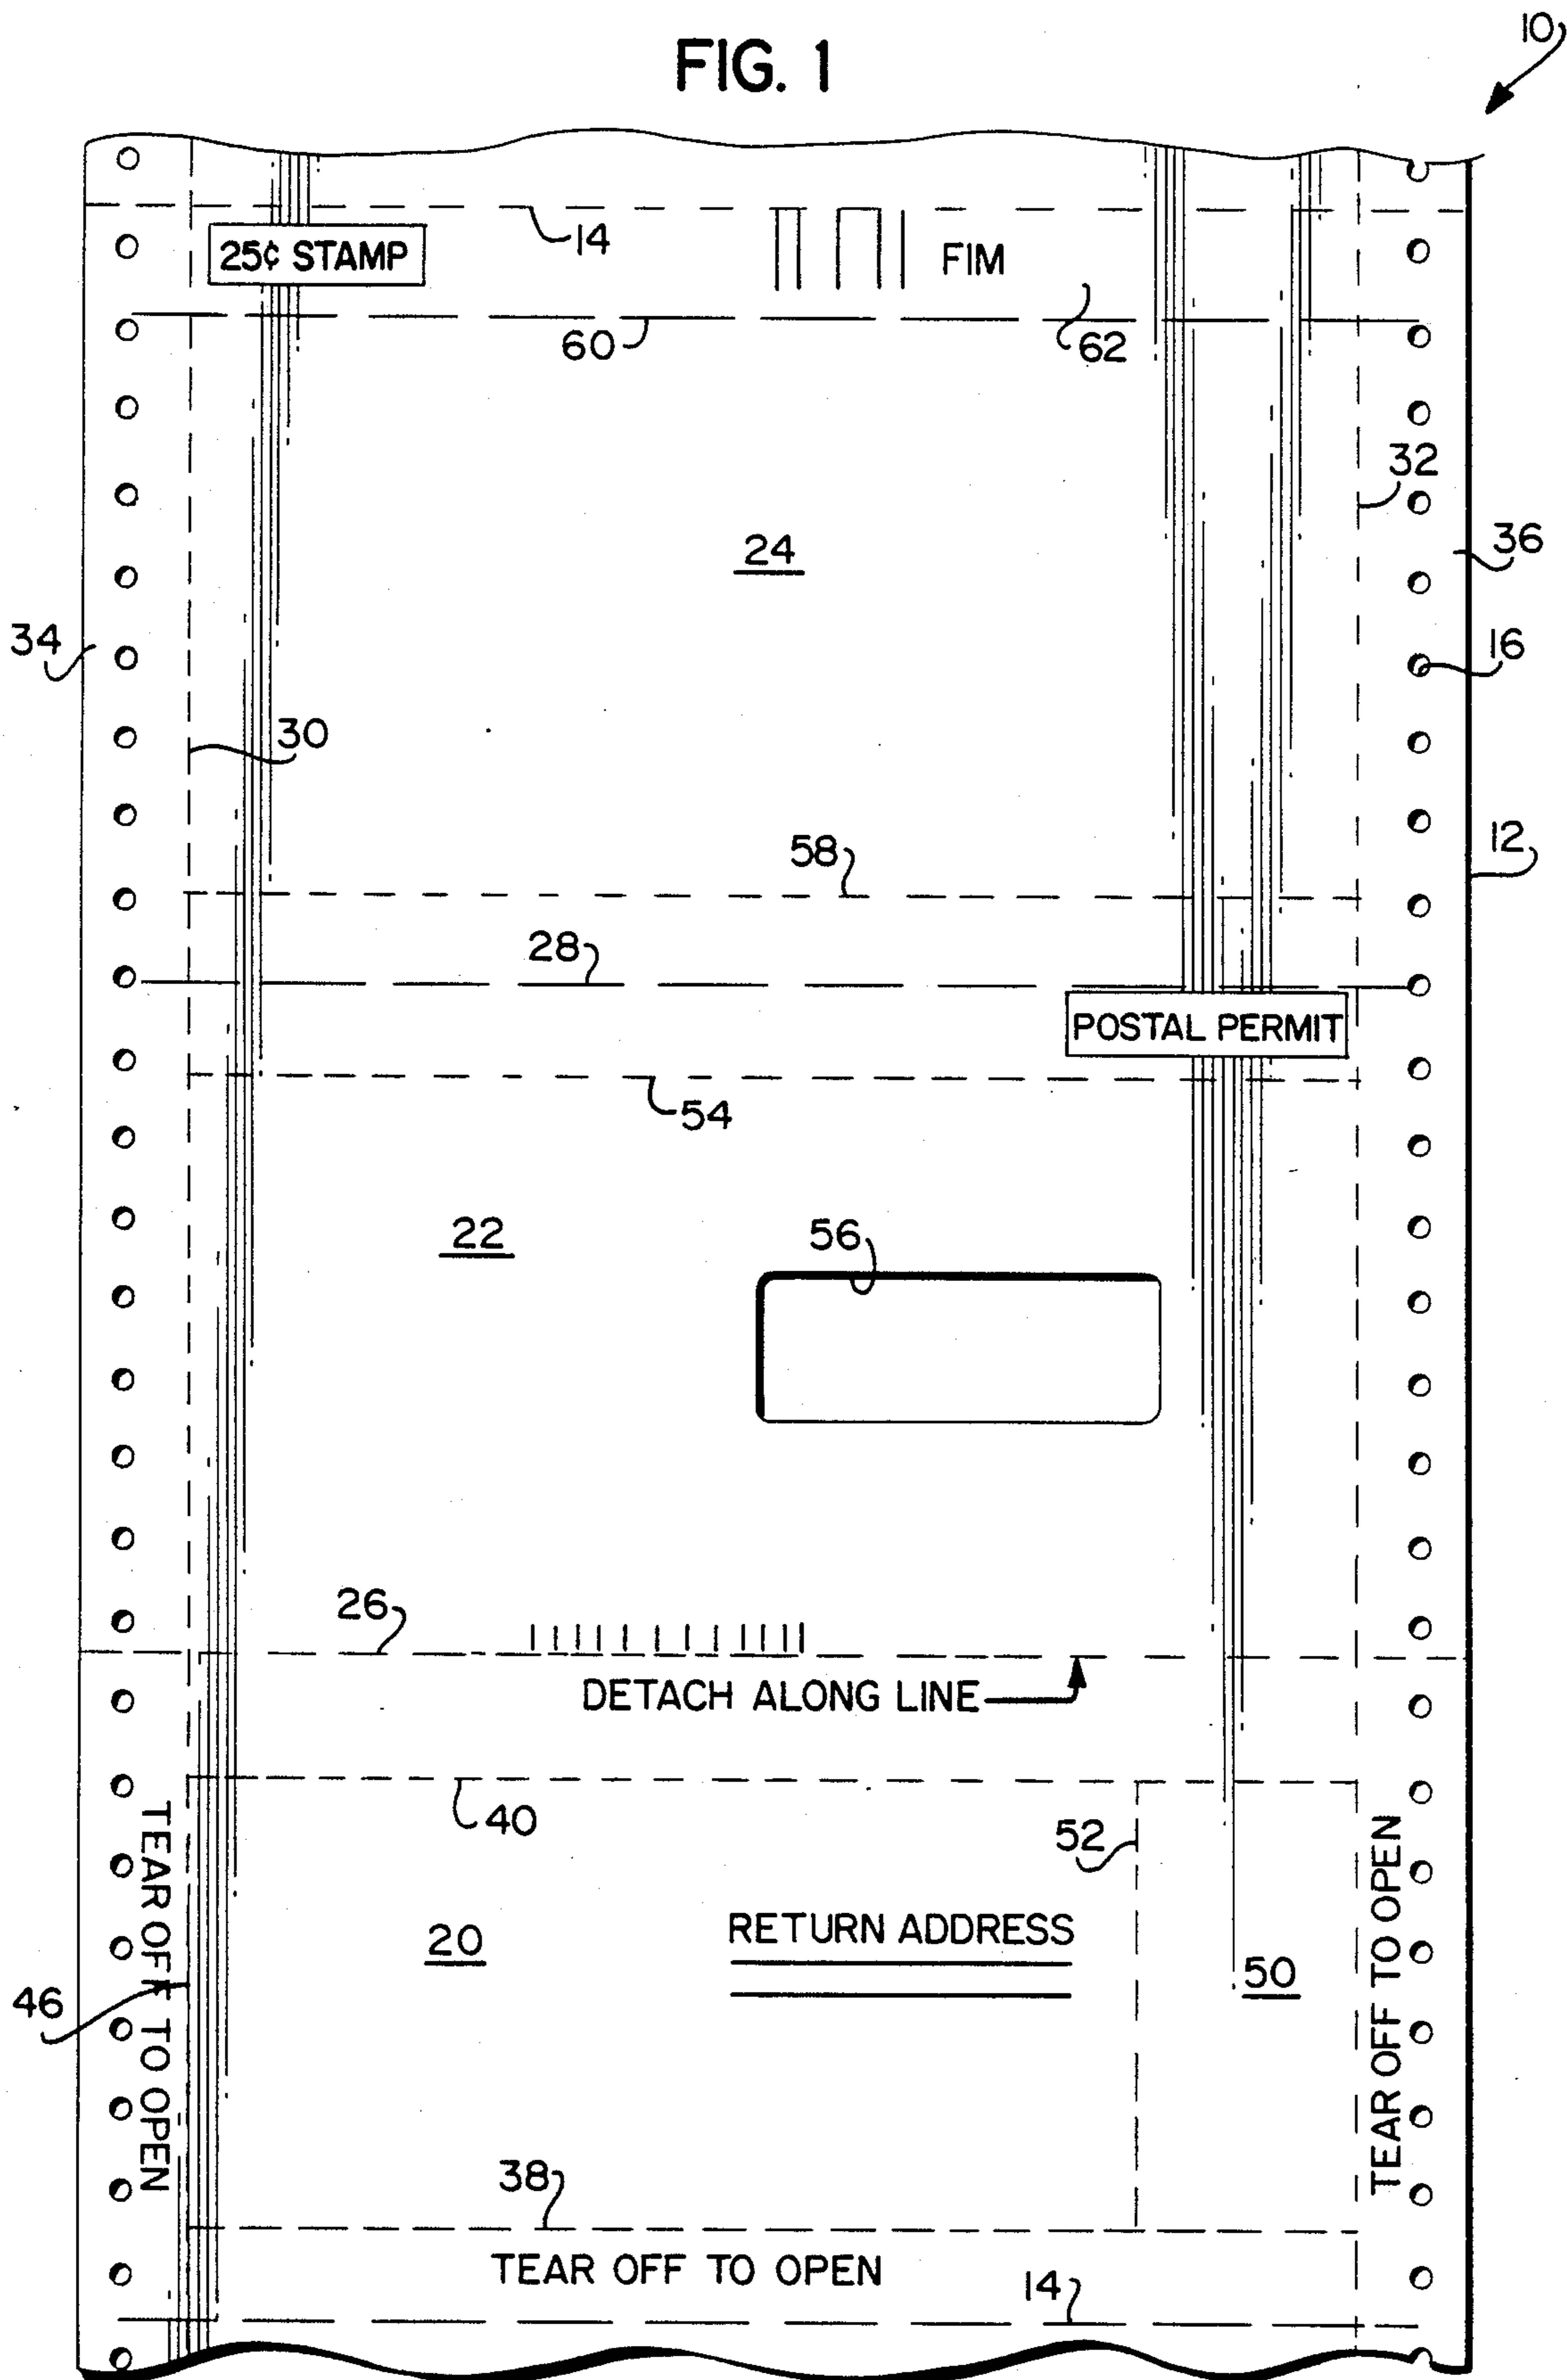 FIG. 1
10
25¢ STAMP
14
FIM
60
62
32
24
36
34
16
30
58
12
28
POSTAL PERMIT
54
22
56
26
DETACH ALONG LINE
40
52
TEAR OFF TO OPEN
TEAR OFF TO OPEN
20
RETURN ADDRESS
50
46
38
TEAR OFF TO OPEN
14